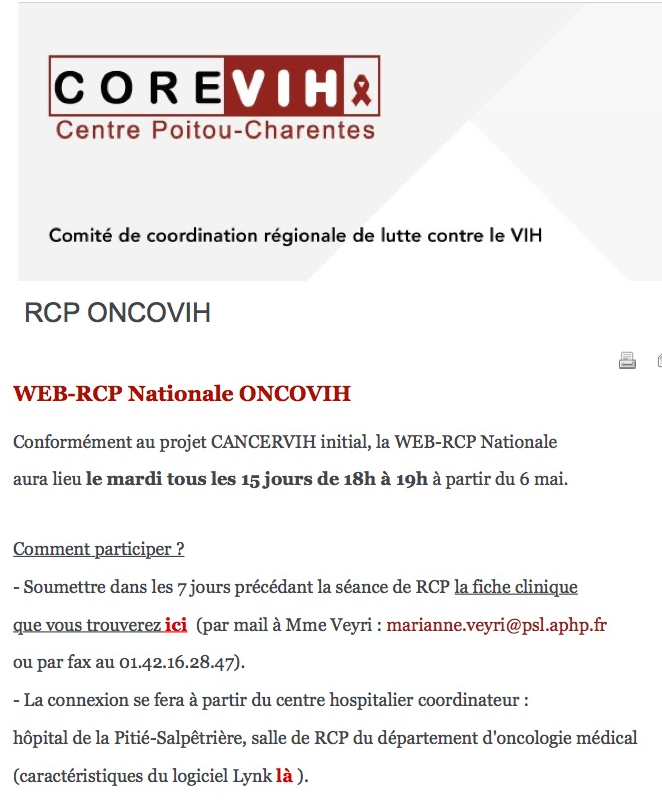 COREVIH
Centre Poitou-Charentes
Comité de coordination régionale de lutte contre le VIH
RCP ONCOVIH
WEB-RCP Nationale ONCOVIH
Conformément au projet CANCERVIH initial, la WEB-RCP Nationale
aura lieu le mardi tous les 15 jours de 18h à 19h à partir du 6 mai.
Comment participer ?
- Soumettre dans les 7 jours précédant la séance de RCP la fiche clinique
que vous trouverez ici (par mail à Mme Veyri : marianne.veyri@psl.aphp.fr
ou par fax au 01.42.16.28.47).
- La connexion se fera à partir du centre hospitalier coordinateur :
hôpital de la Pitié-Salpêtrière, salle de RCP du département d'oncologie médical
(caractéristiques du logiciel Lynk là ).